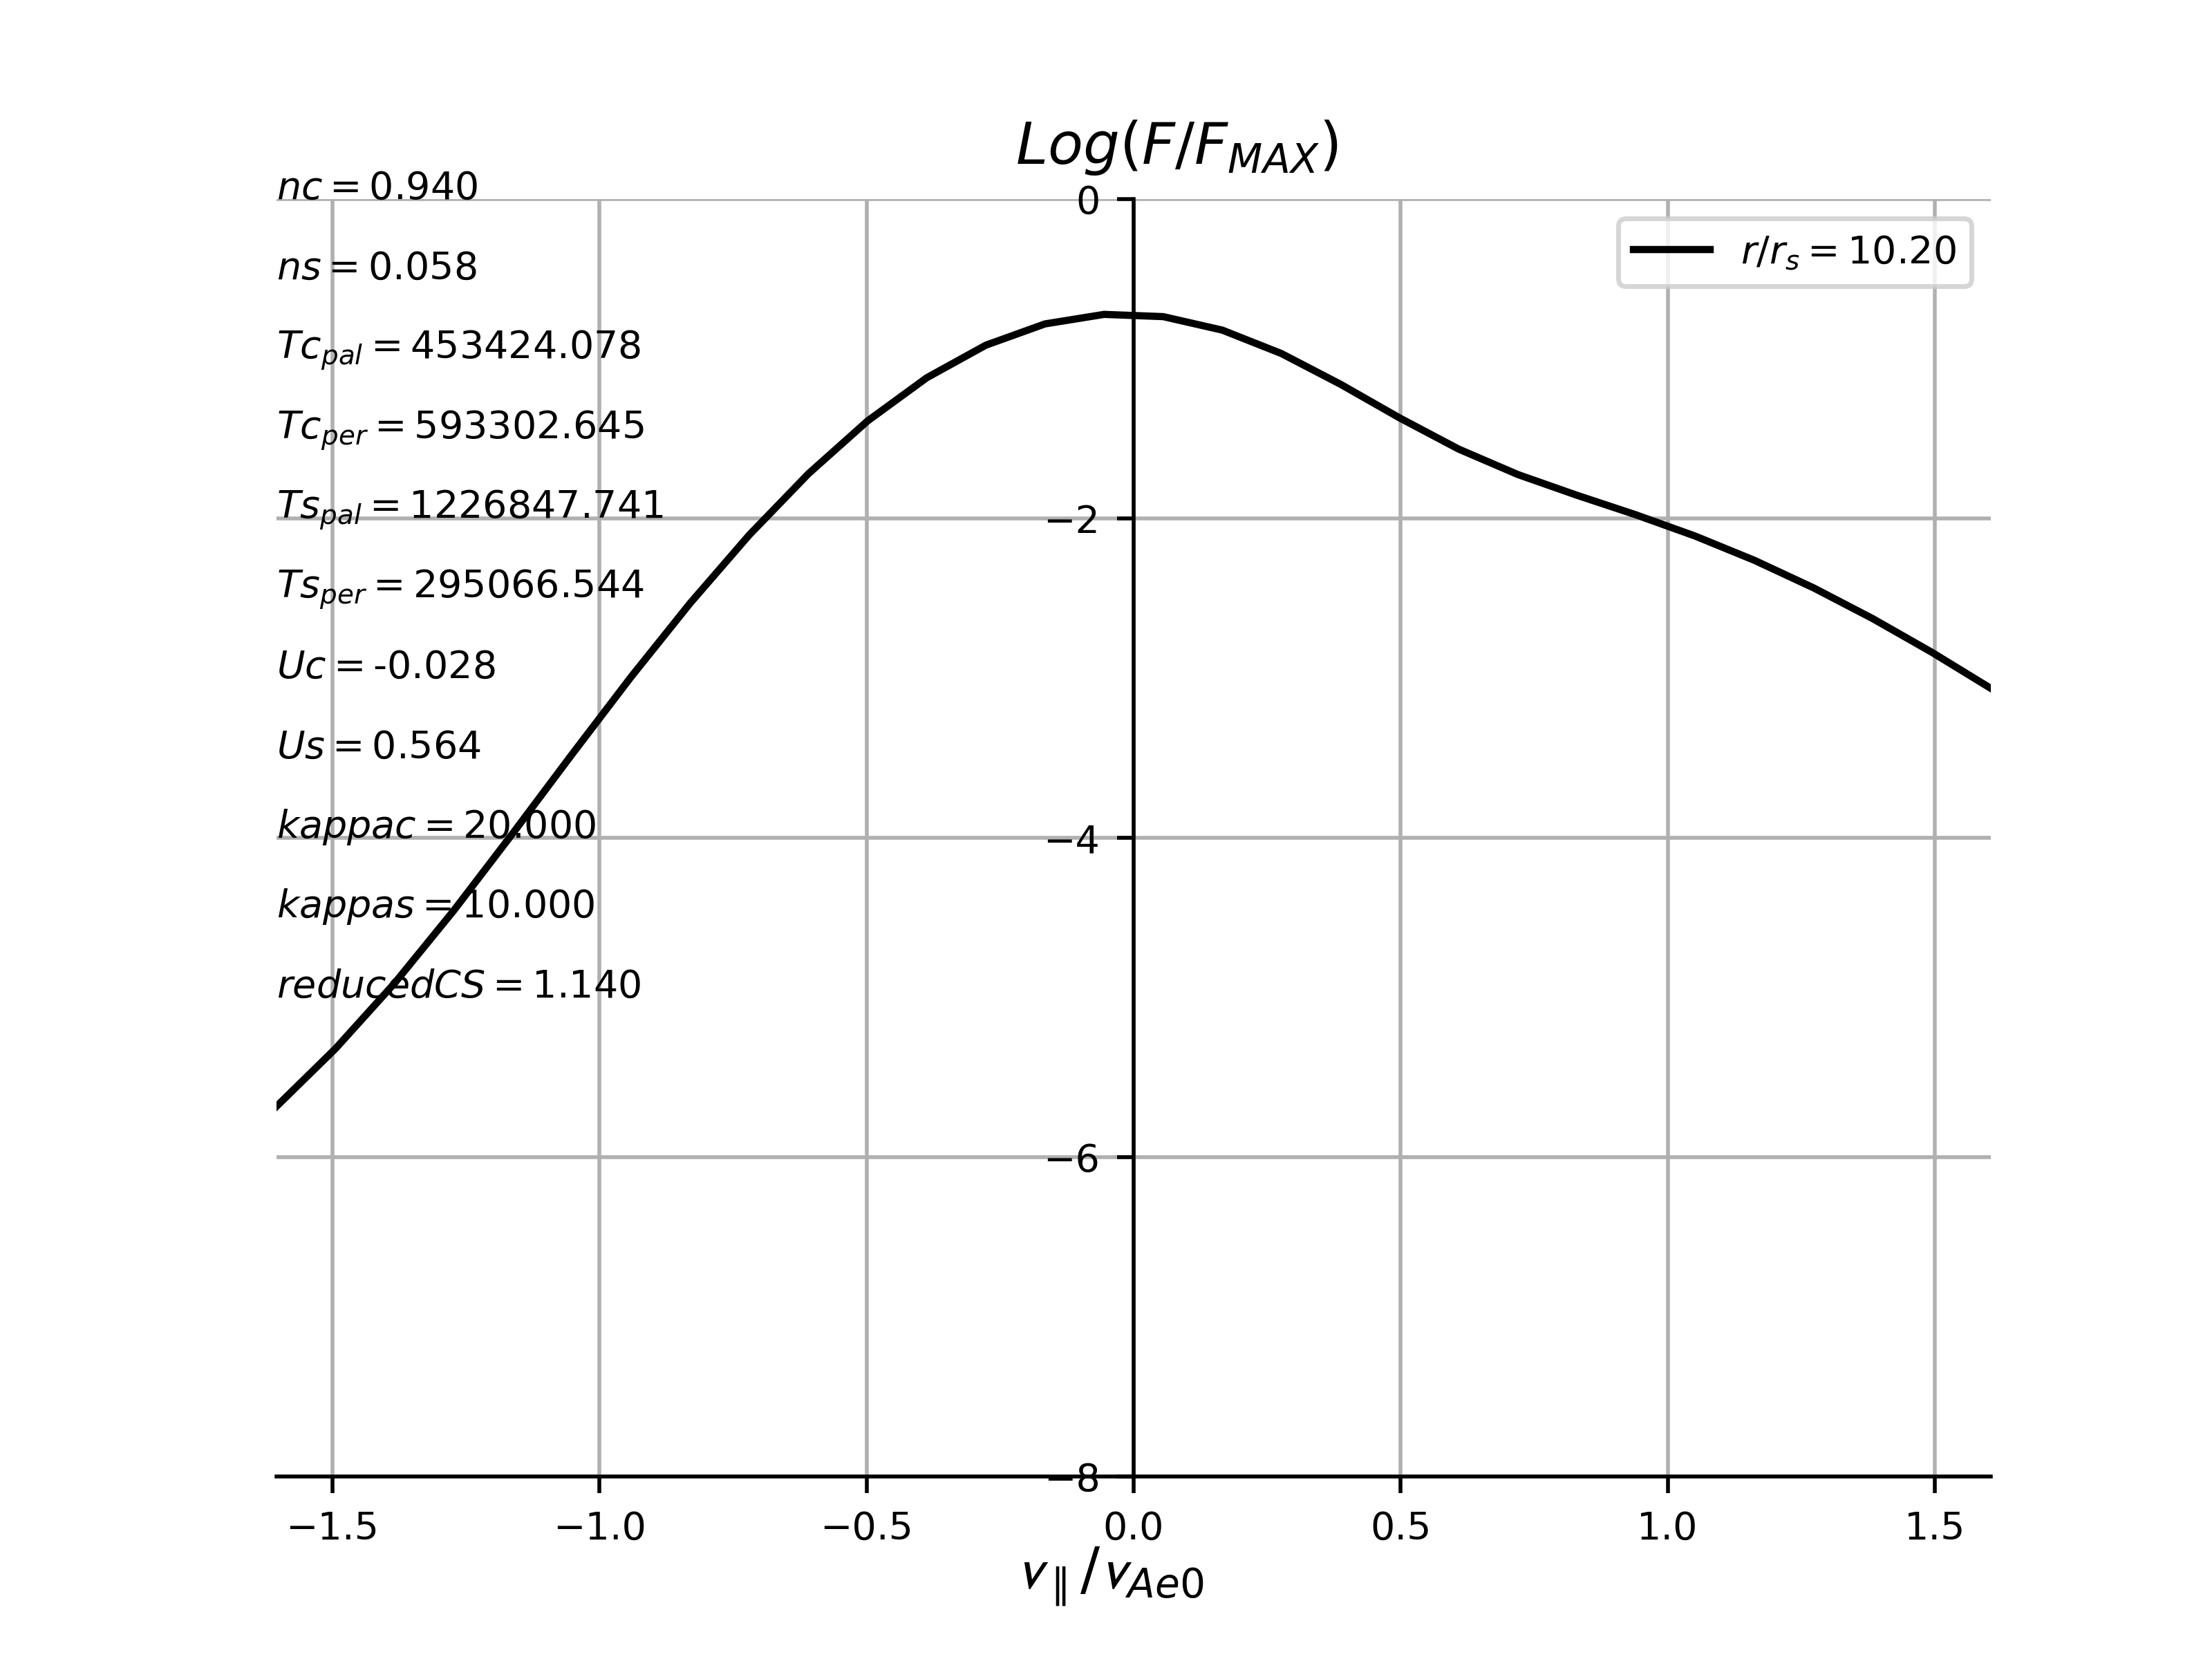 Log(F/F_MAX)
nc = 0.940
ns = 0.058
Tc_pal = 453424.078
Tc_per = 593302.645
Ts_pal = 1226847.741
Ts_per = 295066.544
Uc = -0.028
Us = 0.564
kappac = 20.000
kappas = 10.000
reducedCS = 1.140
r/r_s = 10.20
0
−2
−4
−6
−8
−1.5 −1.0 −0.5 0.0 0.5 1.0 1.5
v_∥/v_Ae0